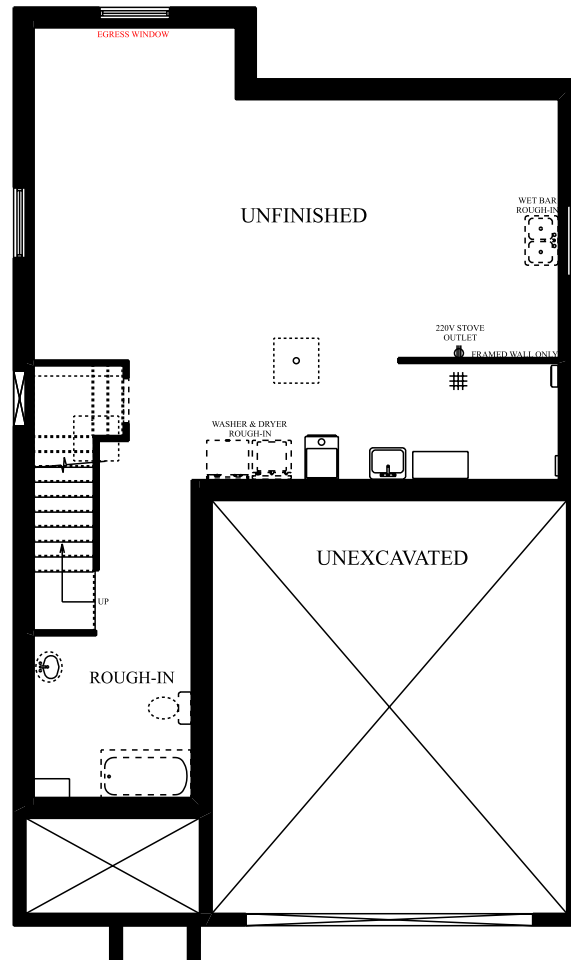 EGRESS WINDOW
WET BAR
ROUGH-IN
UNFINISHED
220V STOVE
OUTLET
FRAMED WALL ONLY
WASHER & DRYER
ROUGH-IN
UNEXCAVATED
UP
ROUGH-IN